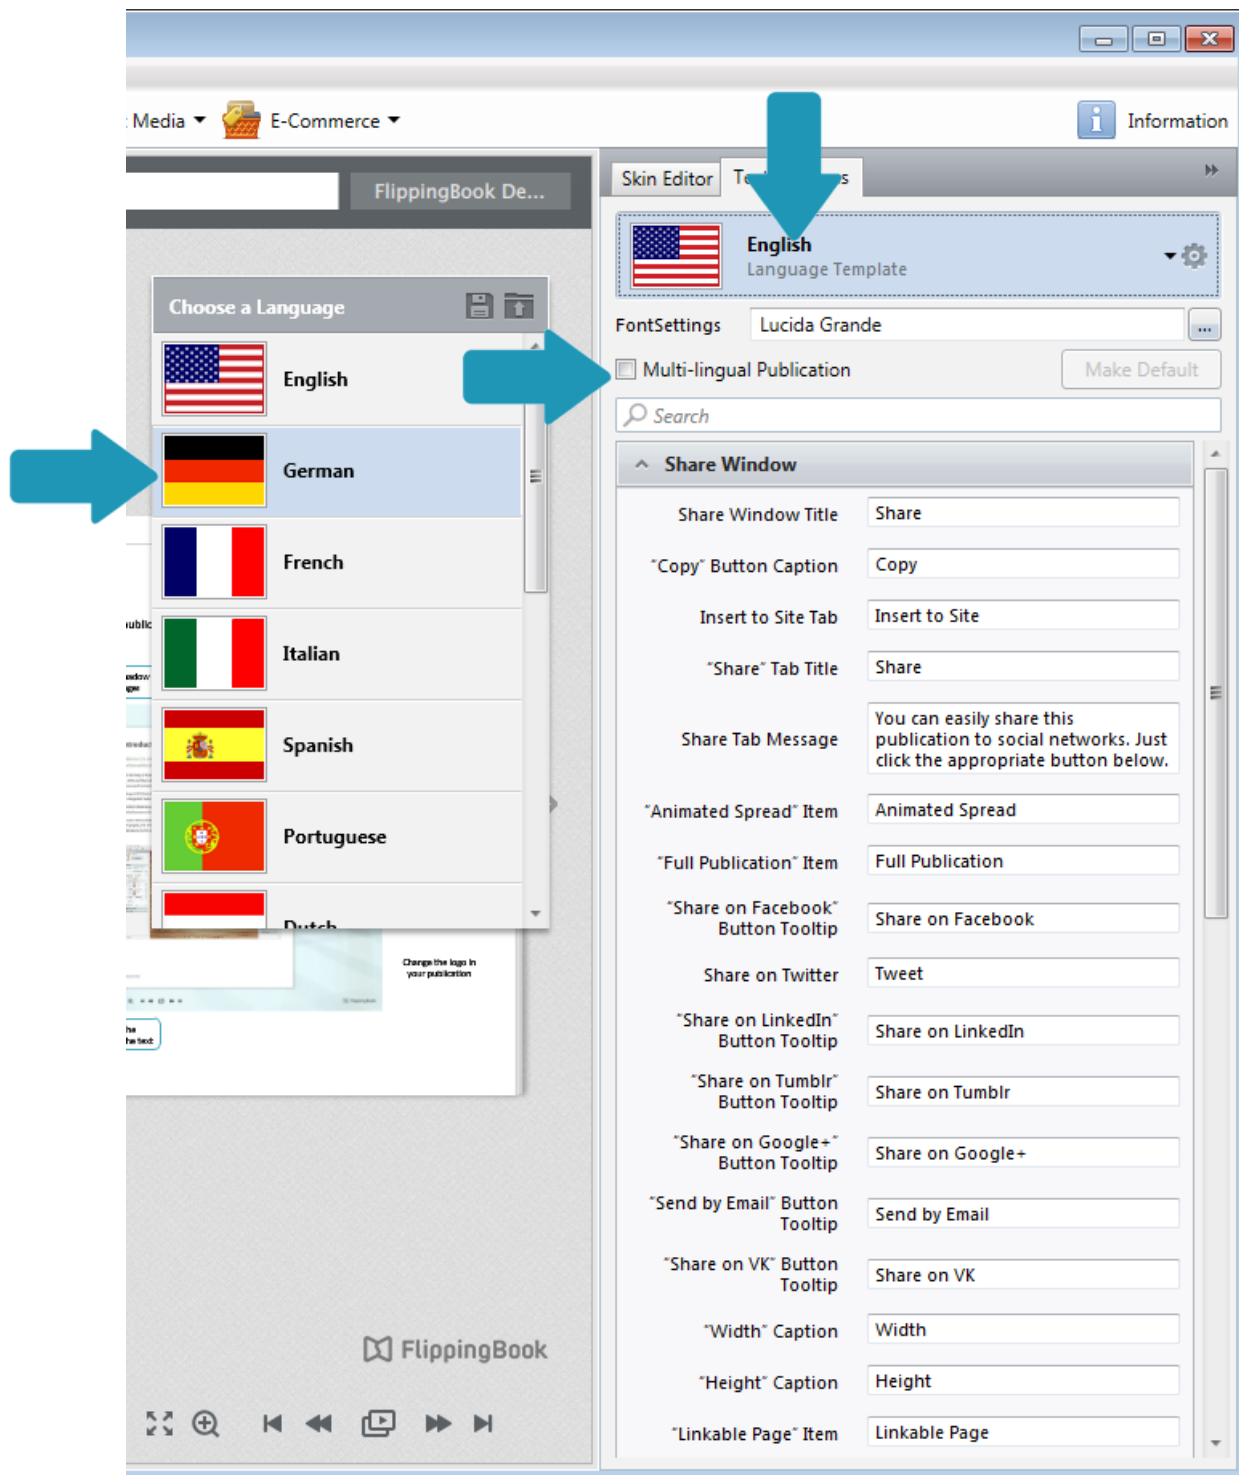 Media
E-Commerce
Information
FlippingBook De...
Skin Editor
English
Language Template
Choose a Language
FontSettings
Lucida Grande
...
English
Multi-lingual Publication
Make Default
Search
German
Share Window
Share Window Title
Share
French
"Copy" Button Caption
Copy
Insert to Site Tab
Insert to Site
Italian
"Share" Tab Title
Share
Spanish
Share Tab Message
You can easily share this
publication to social networks. Just
click the appropriate button below.
Portuguese
"Animated Spread" Item
Animated Spread
"Full Publication" Item
Full Publication
Dutch
"Share on Facebook"
Button Tooltip
Share on Facebook
Change the logo in
your publication
Share on Twitter
Tweet
"Share on LinkedIn"
Button Tooltip
Share on LinkedIn
"Share on Tumblr"
Button Tooltip
Share on Tumblr
"Share on Google+"
Button Tooltip
Share on Google+
"Send by Email" Button
Tooltip
Send by Email
"Share on VK" Button
Tooltip
Share on VK
FlippingBook
"Width" Caption
Width
"Height" Caption
Height
"Linkable Page" Item
Linkable Page